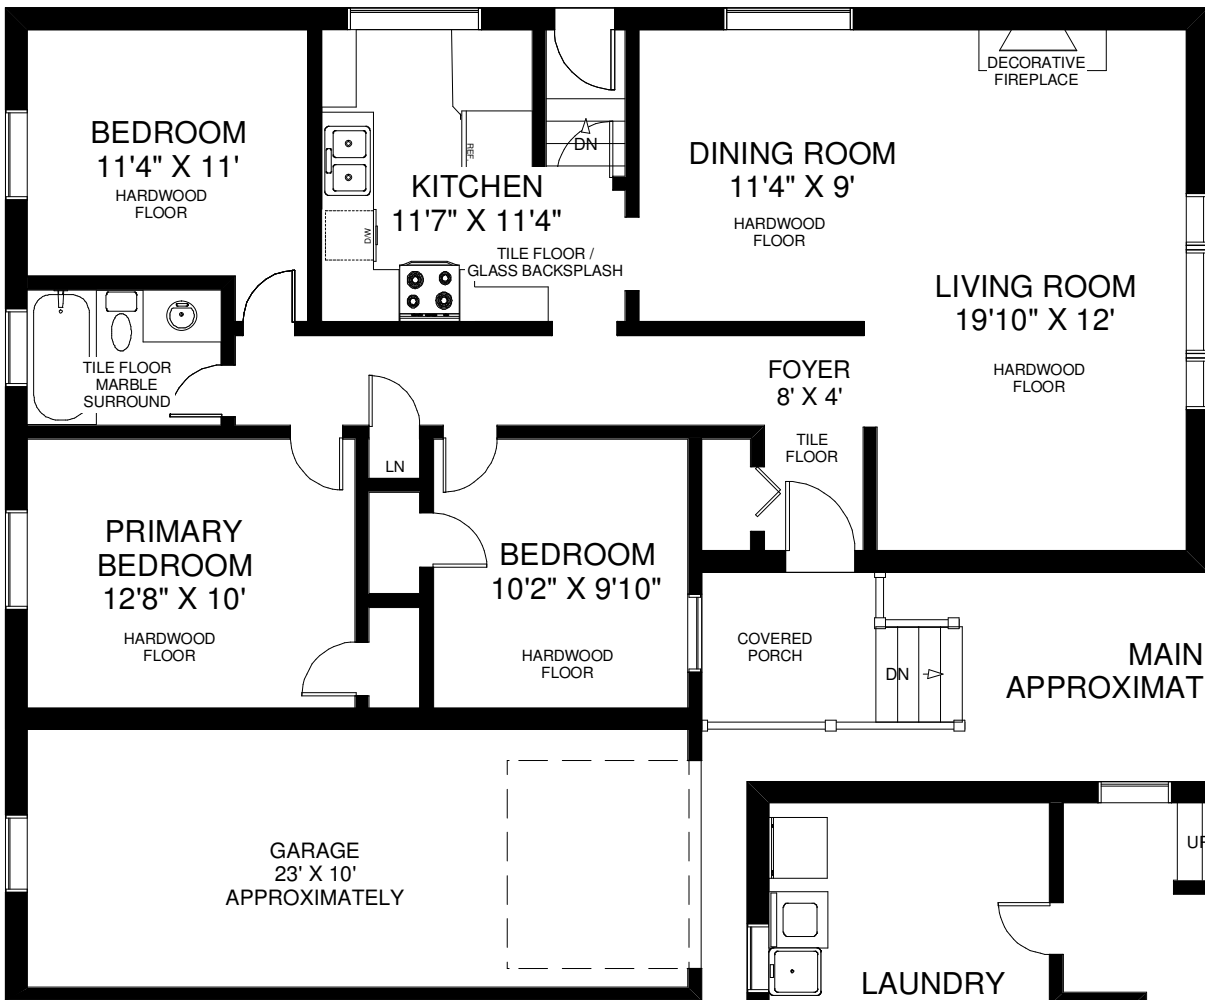 BEDROOM
11'4" X 11'
HARDWOOD
FLOOR
REF.
D/W
KITCHEN
11'7" X 11'4"
TILE FLOOR /
GLASS BACKSPLASH
DN
DECORATIVE
FIREPLACE
DINING ROOM
11'4" X 9'
HARDWOOD
FLOOR
LIVING ROOM
19'10" X 12'
HARDWOOD
FLOOR
TILE FLOOR
MARBLE
SURROUND
FOYER
8' X 4'
TILE
FLOOR
LN
PRIMARY
BEDROOM
12'8" X 10'
HARDWOOD
FLOOR
BEDROOM
10'2" X 9'10"
HARDWOOD
FLOOR
COVERED
PORCH
DN
MAIN
APPROXIMAT
GARAGE
23' X 10'
APPROXIMATELY
UP
LAUNDRY